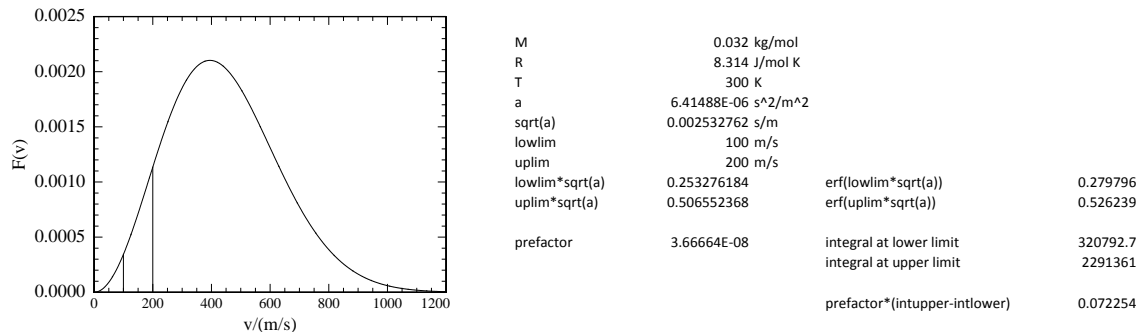 0.0025
0.0020
0.0015
0.0010
0.0005
0.0000
F(v)
0 200 400 600 800 1000 1200
v/(m/s)
M 0.032 kg/mol
R 8.314 J/mol K
T 300 K
a 6.41488E-06 s^2/m^2
sqrt(a) 0.002532762 s/m
lowlim 100 m/s
uplim 200 m/s
lowlim*sqrt(a) 0.253276184 erf(lowlim*sqrt(a)) 0.279796
uplim*sqrt(a) 0.506552368 erf(uplim*sqrt(a)) 0.526239
prefactor 3.66664E-08 integral at lower limit 320792.7
integral at upper limit 2291361
prefactor*(intupper-intlower) 0.072254